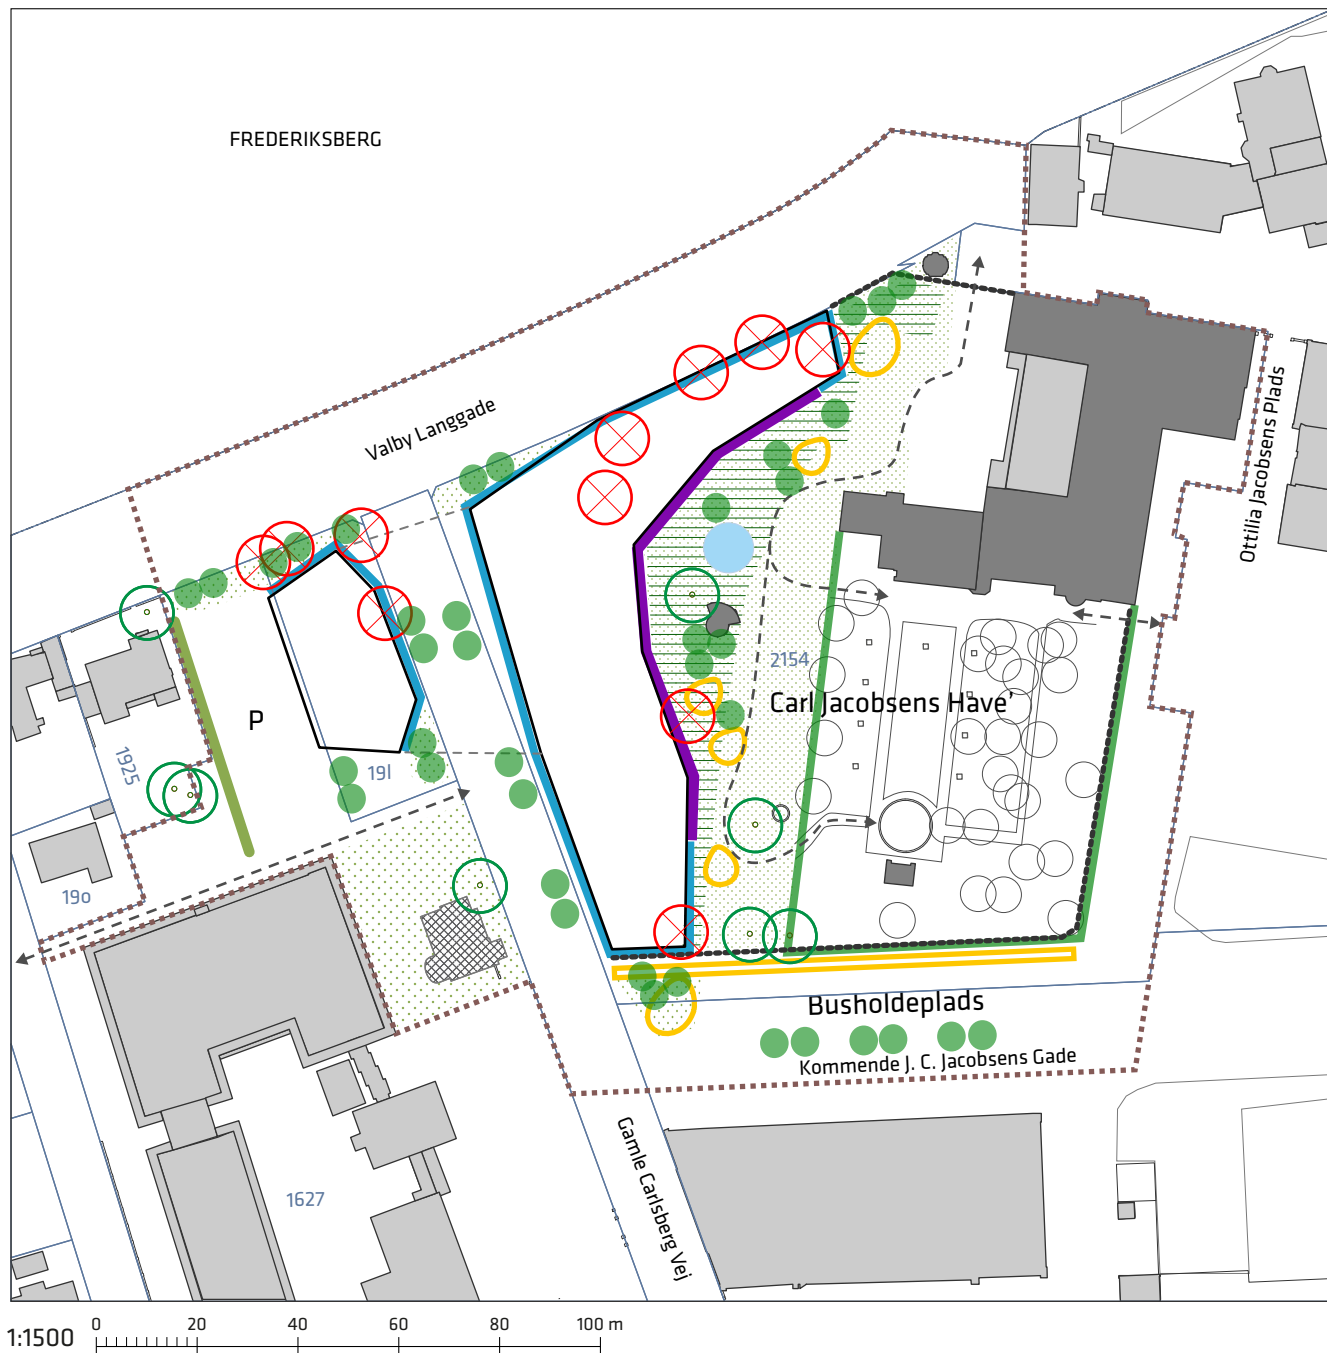 FREDERIKSBERG
Valby Langgade
Ottilia Jacobsens Plads
2154
Carl Jacobsens Have'
P
1925
19l
19o
Busholdeplads
Kommende J. C. Jacobsens Gade
Gamle Carlsberg Vej
1627
1:1500
0 20 40 60 80 100 m